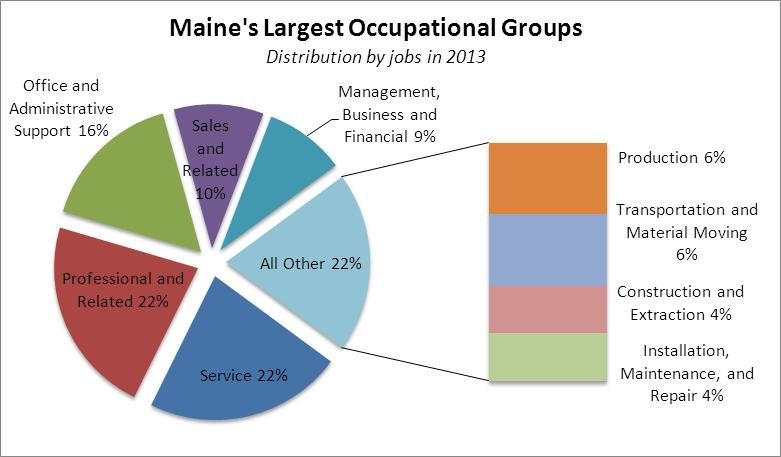 Maine's Largest Occupational Groups
Distribution by jobs in 2013
Office and
Administrative
Support 16%
Sales
and
Related
10%
Management,
Business and
Financial 9%
Professional and
Related 22%
All Other 22%
Service 22%
Production 6%
Transportation and
Material Moving
6%
Construction and
Extraction 4%
Installation,
Maintenance, and
Repair 4%